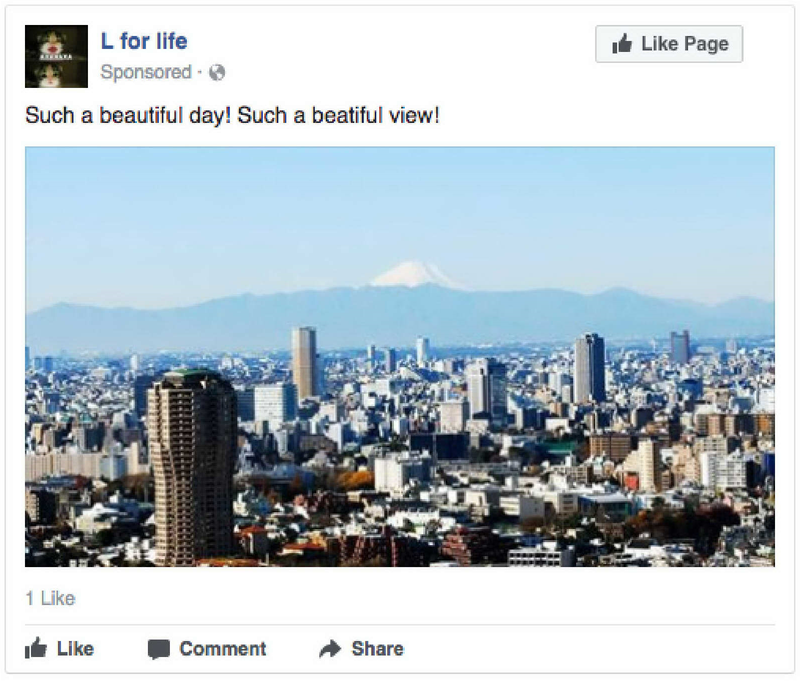 L for life
Like Page
Sponsored ·
Such a beautiful day! Such a beatiful view!
1 Like
Like
Comment
Share